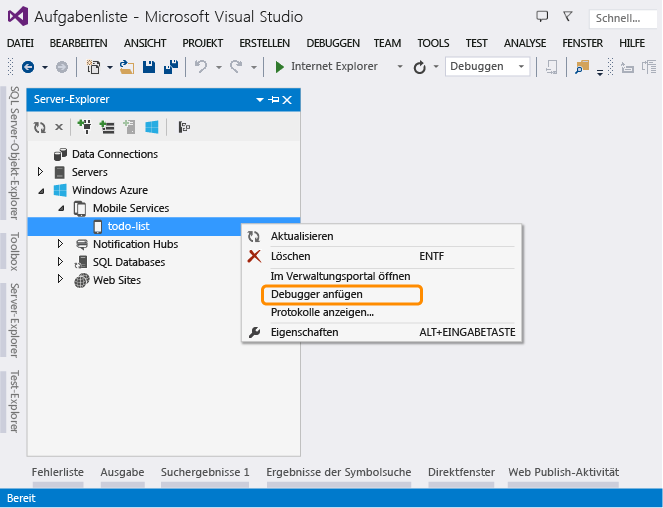 Aufgabenliste - Microsoft Visual Studio
Schnell...
DATEI BEARBEITEN ANSICHT PROJEKT ERSTELLEN DEBUGGEN TEAM TOOLS TEST ANALYSE FENSTER HILFE
Internet Explorer Debuggen
SQL Server-Objekt-Explorer
Toolbox
Server-Explorer
Test-Explorer
Server-Explorer
Data Connections
Servers
Windows Azure
Mobile Services
todo-list
Notification Hubs
SQL Databases
Web Sites
Aktualisieren
Löschen ENTF
Im Verwaltungsportal öffnen
Debugger anfügen
Protokolle anzeigen...
Eigenschaften ALT+EINGABETASTE
Fehlerliste Ausgabe Suchergebnisse 1 Ergebnisse der Symbolsuche Direktfenster Web Publish-Aktivität
Bereit